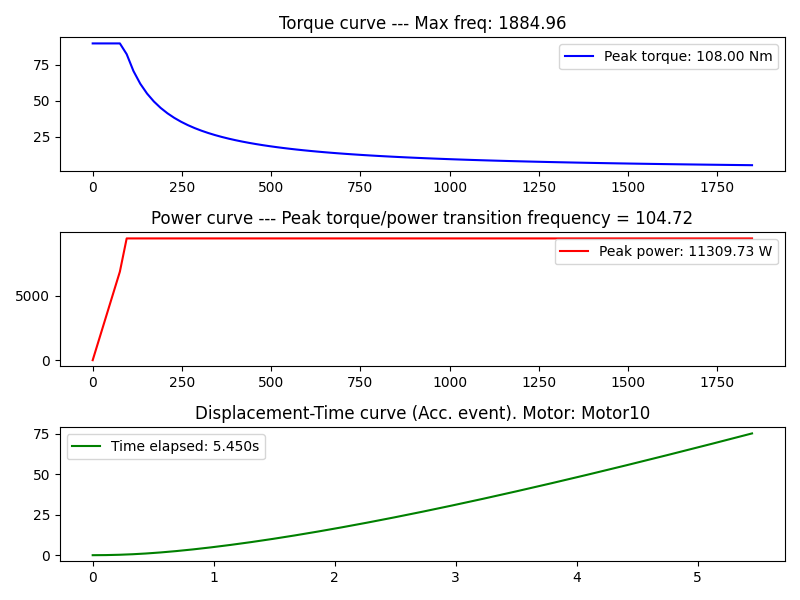 Torque curve --- Max freq: 1884.96
Peak torque: 108.00 Nm
75
50
25
0 250 500 750 1000 1250 1500 1750
Power curve --- Peak torque/power transition frequency = 104.72
Peak power: 11309.73 W
5000
0
0 250 500 750 1000 1250 1500 1750
Displacement-Time curve (Acc. event). Motor: Motor10
Time elapsed: 5.450s
75
50
25
0
0 1 2 3 4 5